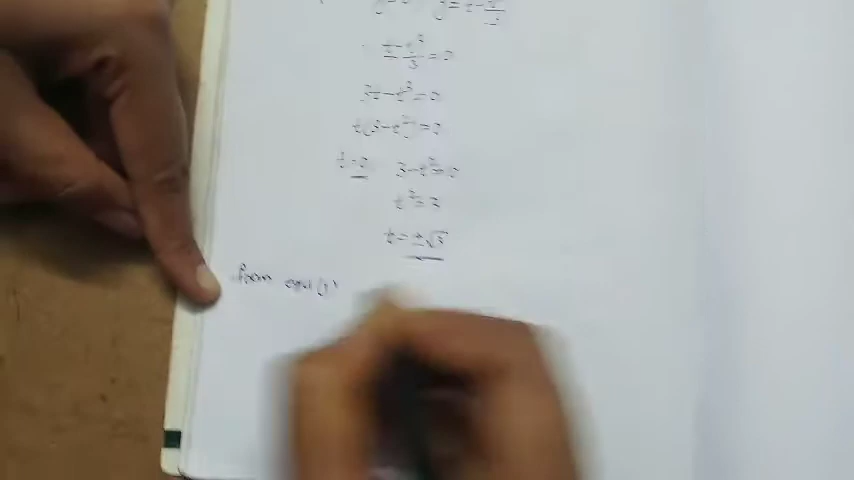 t - t³/3 = 0
3t - t³ = 0
t(3 - t²) = 0
t = 0 3 - t² = 0
t² = 3
t = ±√3
from eqn (1)